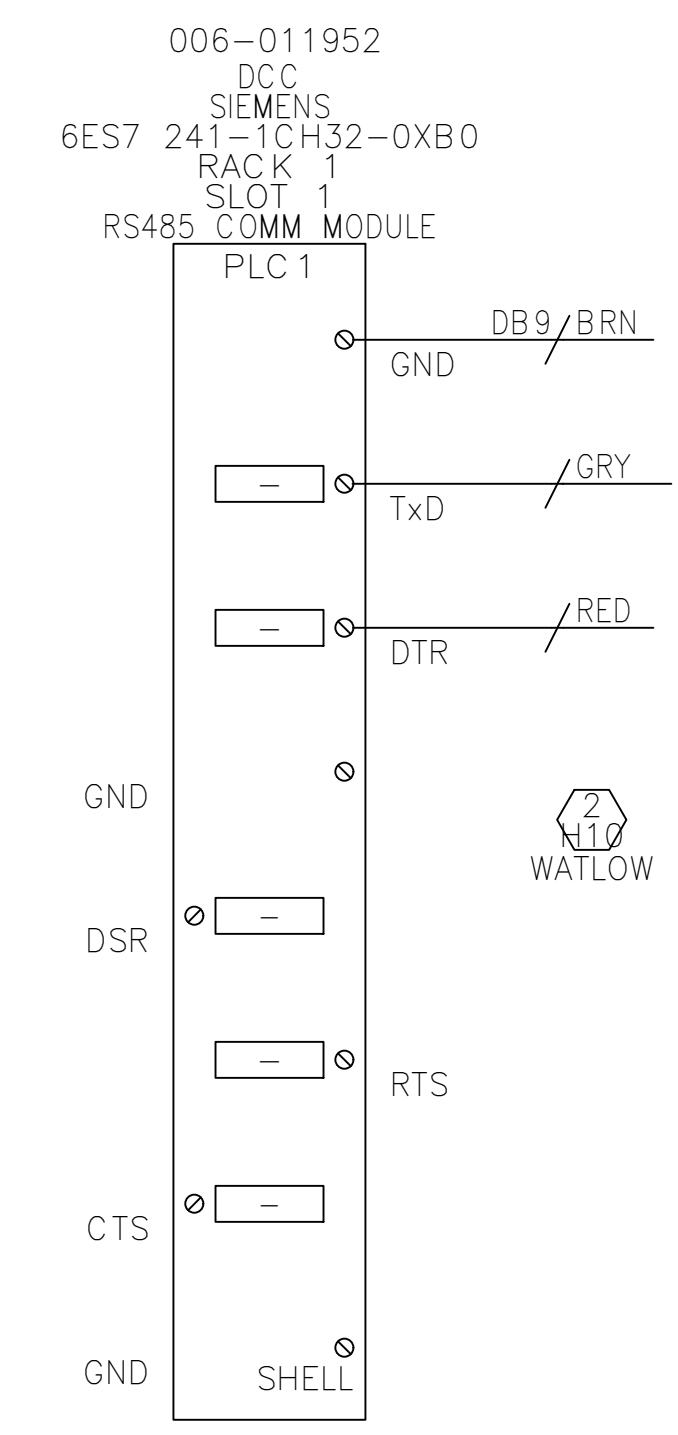 006-011952
DCC
SIEMENS
6ES7 241-1CH32-0XB0
RACK 1
SLOT 1
RS485 COMM MODULE
PLC1
DB9 BRN
GND
GRY
-
TxD
RED
-
DTR
GND
2
H10
WATLOW
-
DSR
-
RTS
-
CTS
GND SHELL